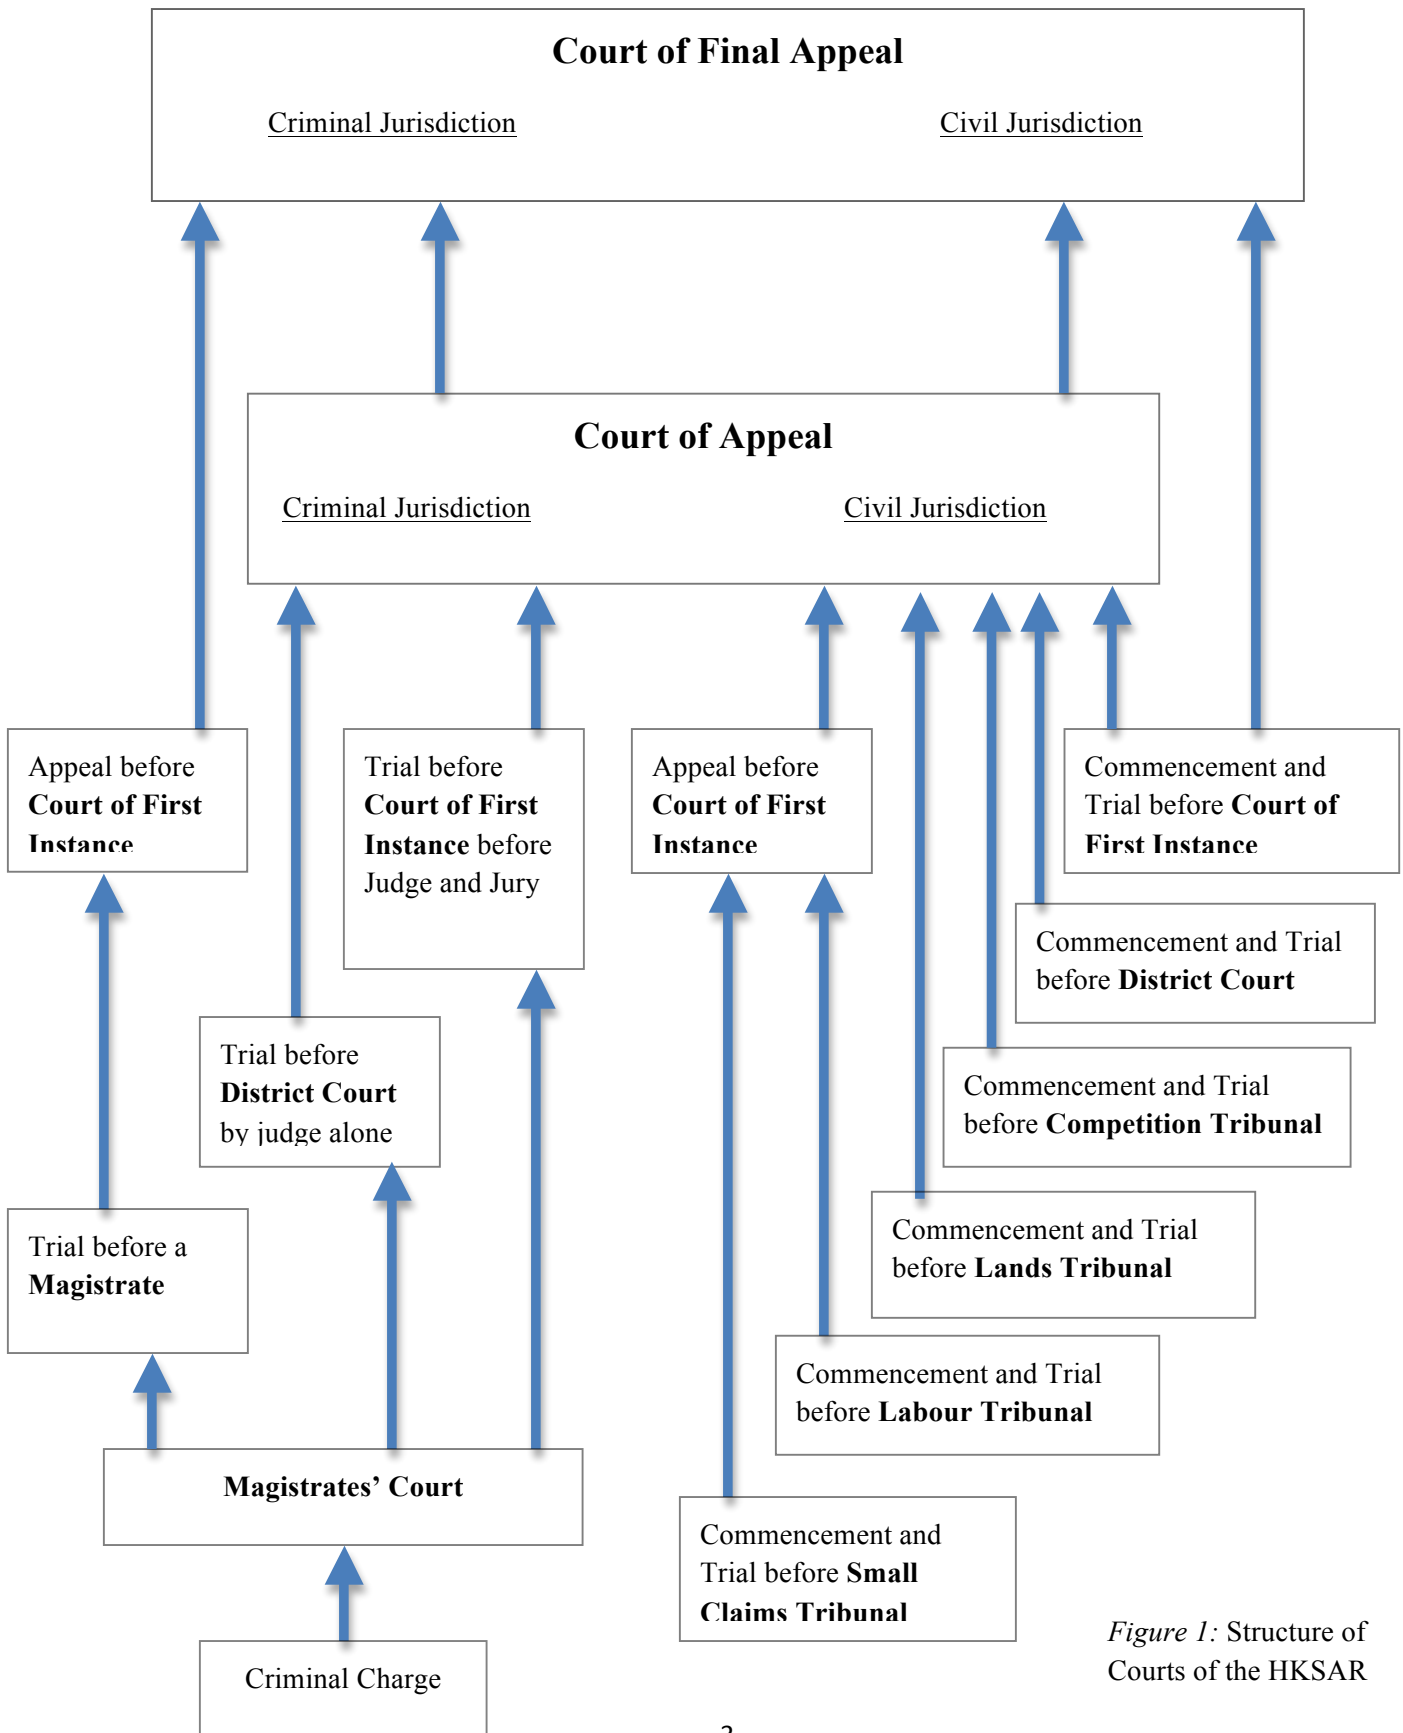 Court of Final Appeal
Criminal Jurisdiction
Civil Jurisdiction
Court of Appeal
Criminal Jurisdiction
Civil Jurisdiction
Appeal before
Court of First
Instance
Trial before
Court of First
Instance before
Judge and Jury
Appeal before
Court of First
Instance
Commencement and
Trial before Court of
First Instance
Commencement and Trial
before District Court
Trial before
District Court
by judge alone
Commencement and Trial
before Competition Tribunal
Trial before a
Magistrate
Commencement and Trial
before Lands Tribunal
Commencement and Trial
before Labour Tribunal
Magistrates’ Court
Commencement and
Trial before Small
Claims Tribunal
Criminal Charge
Figure 1: Structure of
Courts of the HKSAR